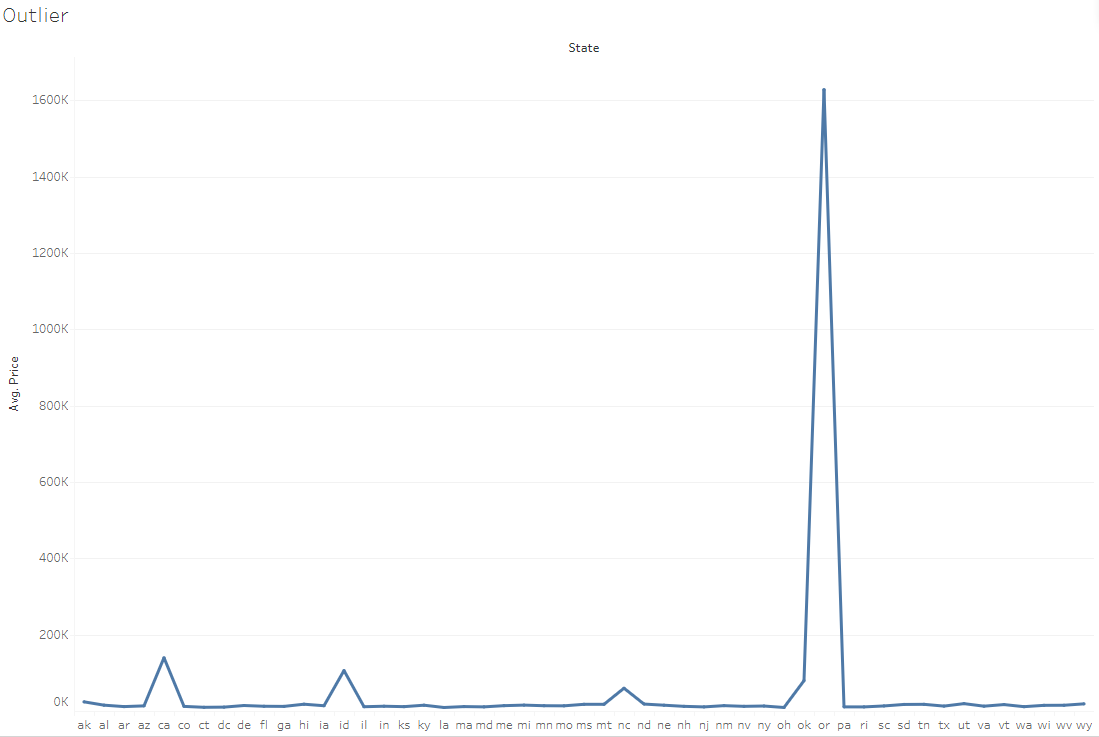 Outlier
State
1600K
1400K
1200K
1000K
800K
600K
400K
200K
0K
Avg. Price
ak al ar az ca co ct dc de fl ga hi ia id il in ks ky la ma md me mi mn mo ms mt nc nd ne nh nj nm nv ny oh ok or pa ri sc sd tn tx ut va vt wa wi wv wy